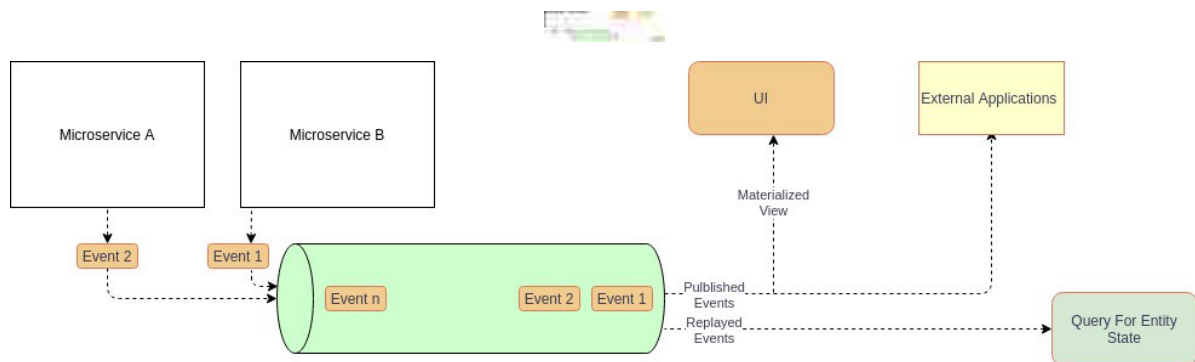 Microservice A
Microservice B
UI
External Applications
Materialized
View
Event 2
Event 1
Event n
Event 2
Event 1
Pulblished
Events
Replayed
Events
Query For Entity
State